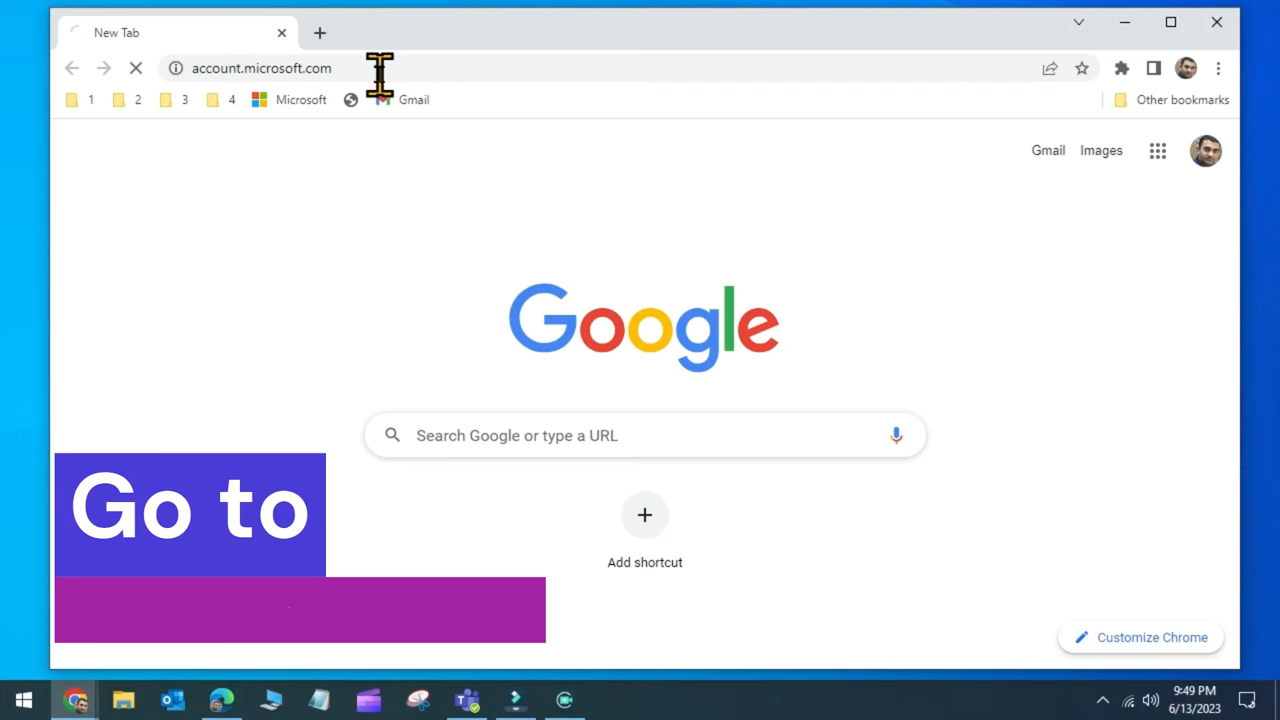 New Tab
account.microsoft.com
1 2 3 4 Microsoft Gmail Other bookmarks
Gmail Images
Google
Search Google or type a URL
Go to
Add shortcut
Customize Chrome
9:49 PM
6/13/2023